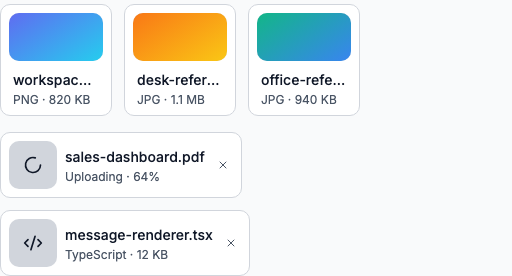 workspac...
PNG · 820 KB
desk-refer...
JPG · 1.1 MB
office-refe...
JPG · 940 KB
sales-dashboard.pdf
Uploading · 64%
message-renderer.tsx
TypeScript · 12 KB